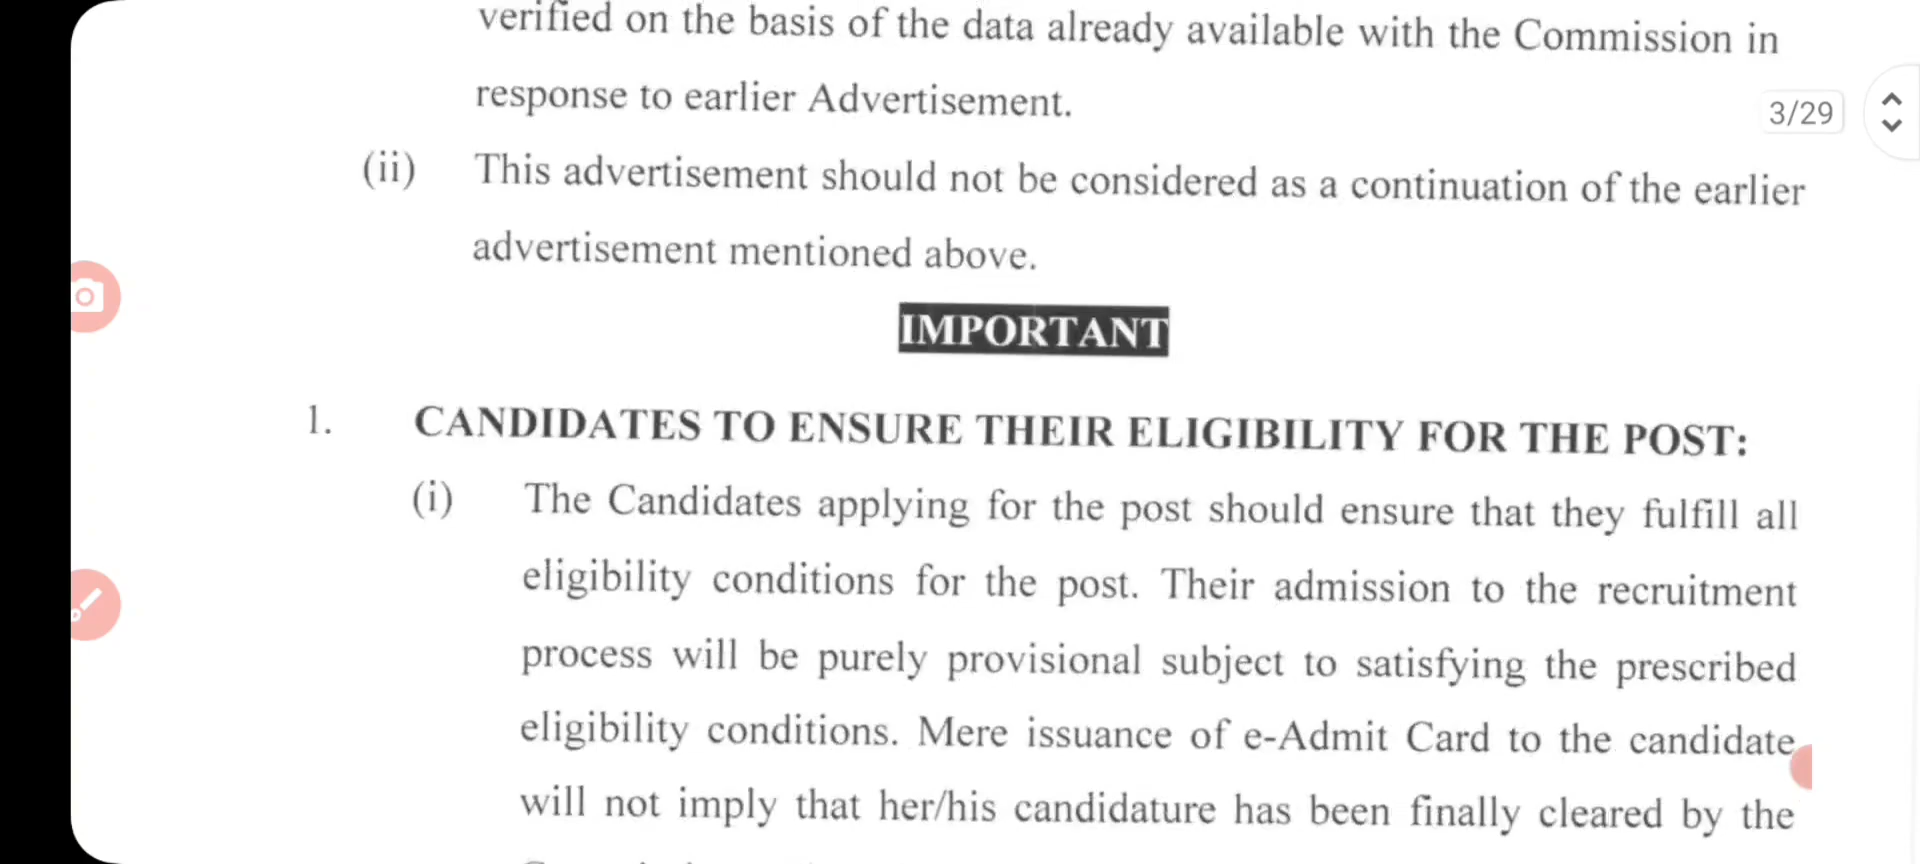 verified on the basis of the data already available with the Commission in
response to earlier Advertisement.
3/29
(ii) This advertisement should not be considered as a continuation of the earlier
advertisement mentioned above.
IMPORTANT
1. CANDIDATES TO ENSURE THEIR ELIGIBILITY FOR THE POST:
(i) The Candidates applying for the post should ensure that they fulfill all
eligibility conditions for the post. Their admission to the recruitment
process will be purely provisional subject to satisfying the prescribed
eligibility conditions. Mere issuance of e-Admit Card to the candidate
will not imply that her/his candidature has been finally cleared by the